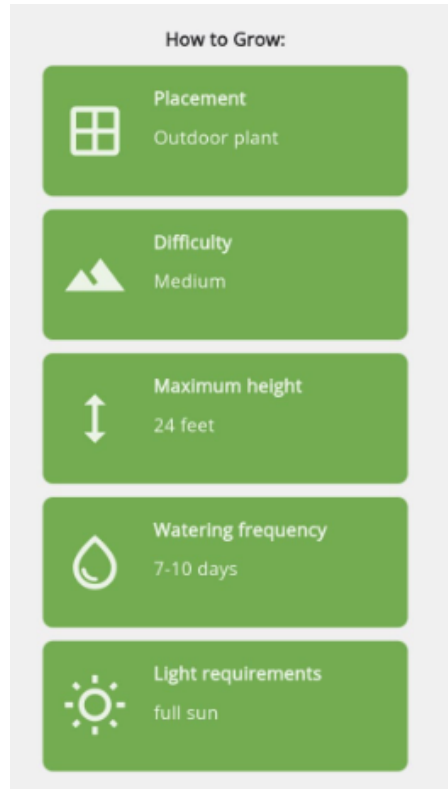 How to Grow:
Placement
Outdoor plant
Difficulty
Medium
Maximum height
24 feet
Watering frequency
7-10 days
Light requirements
full sun